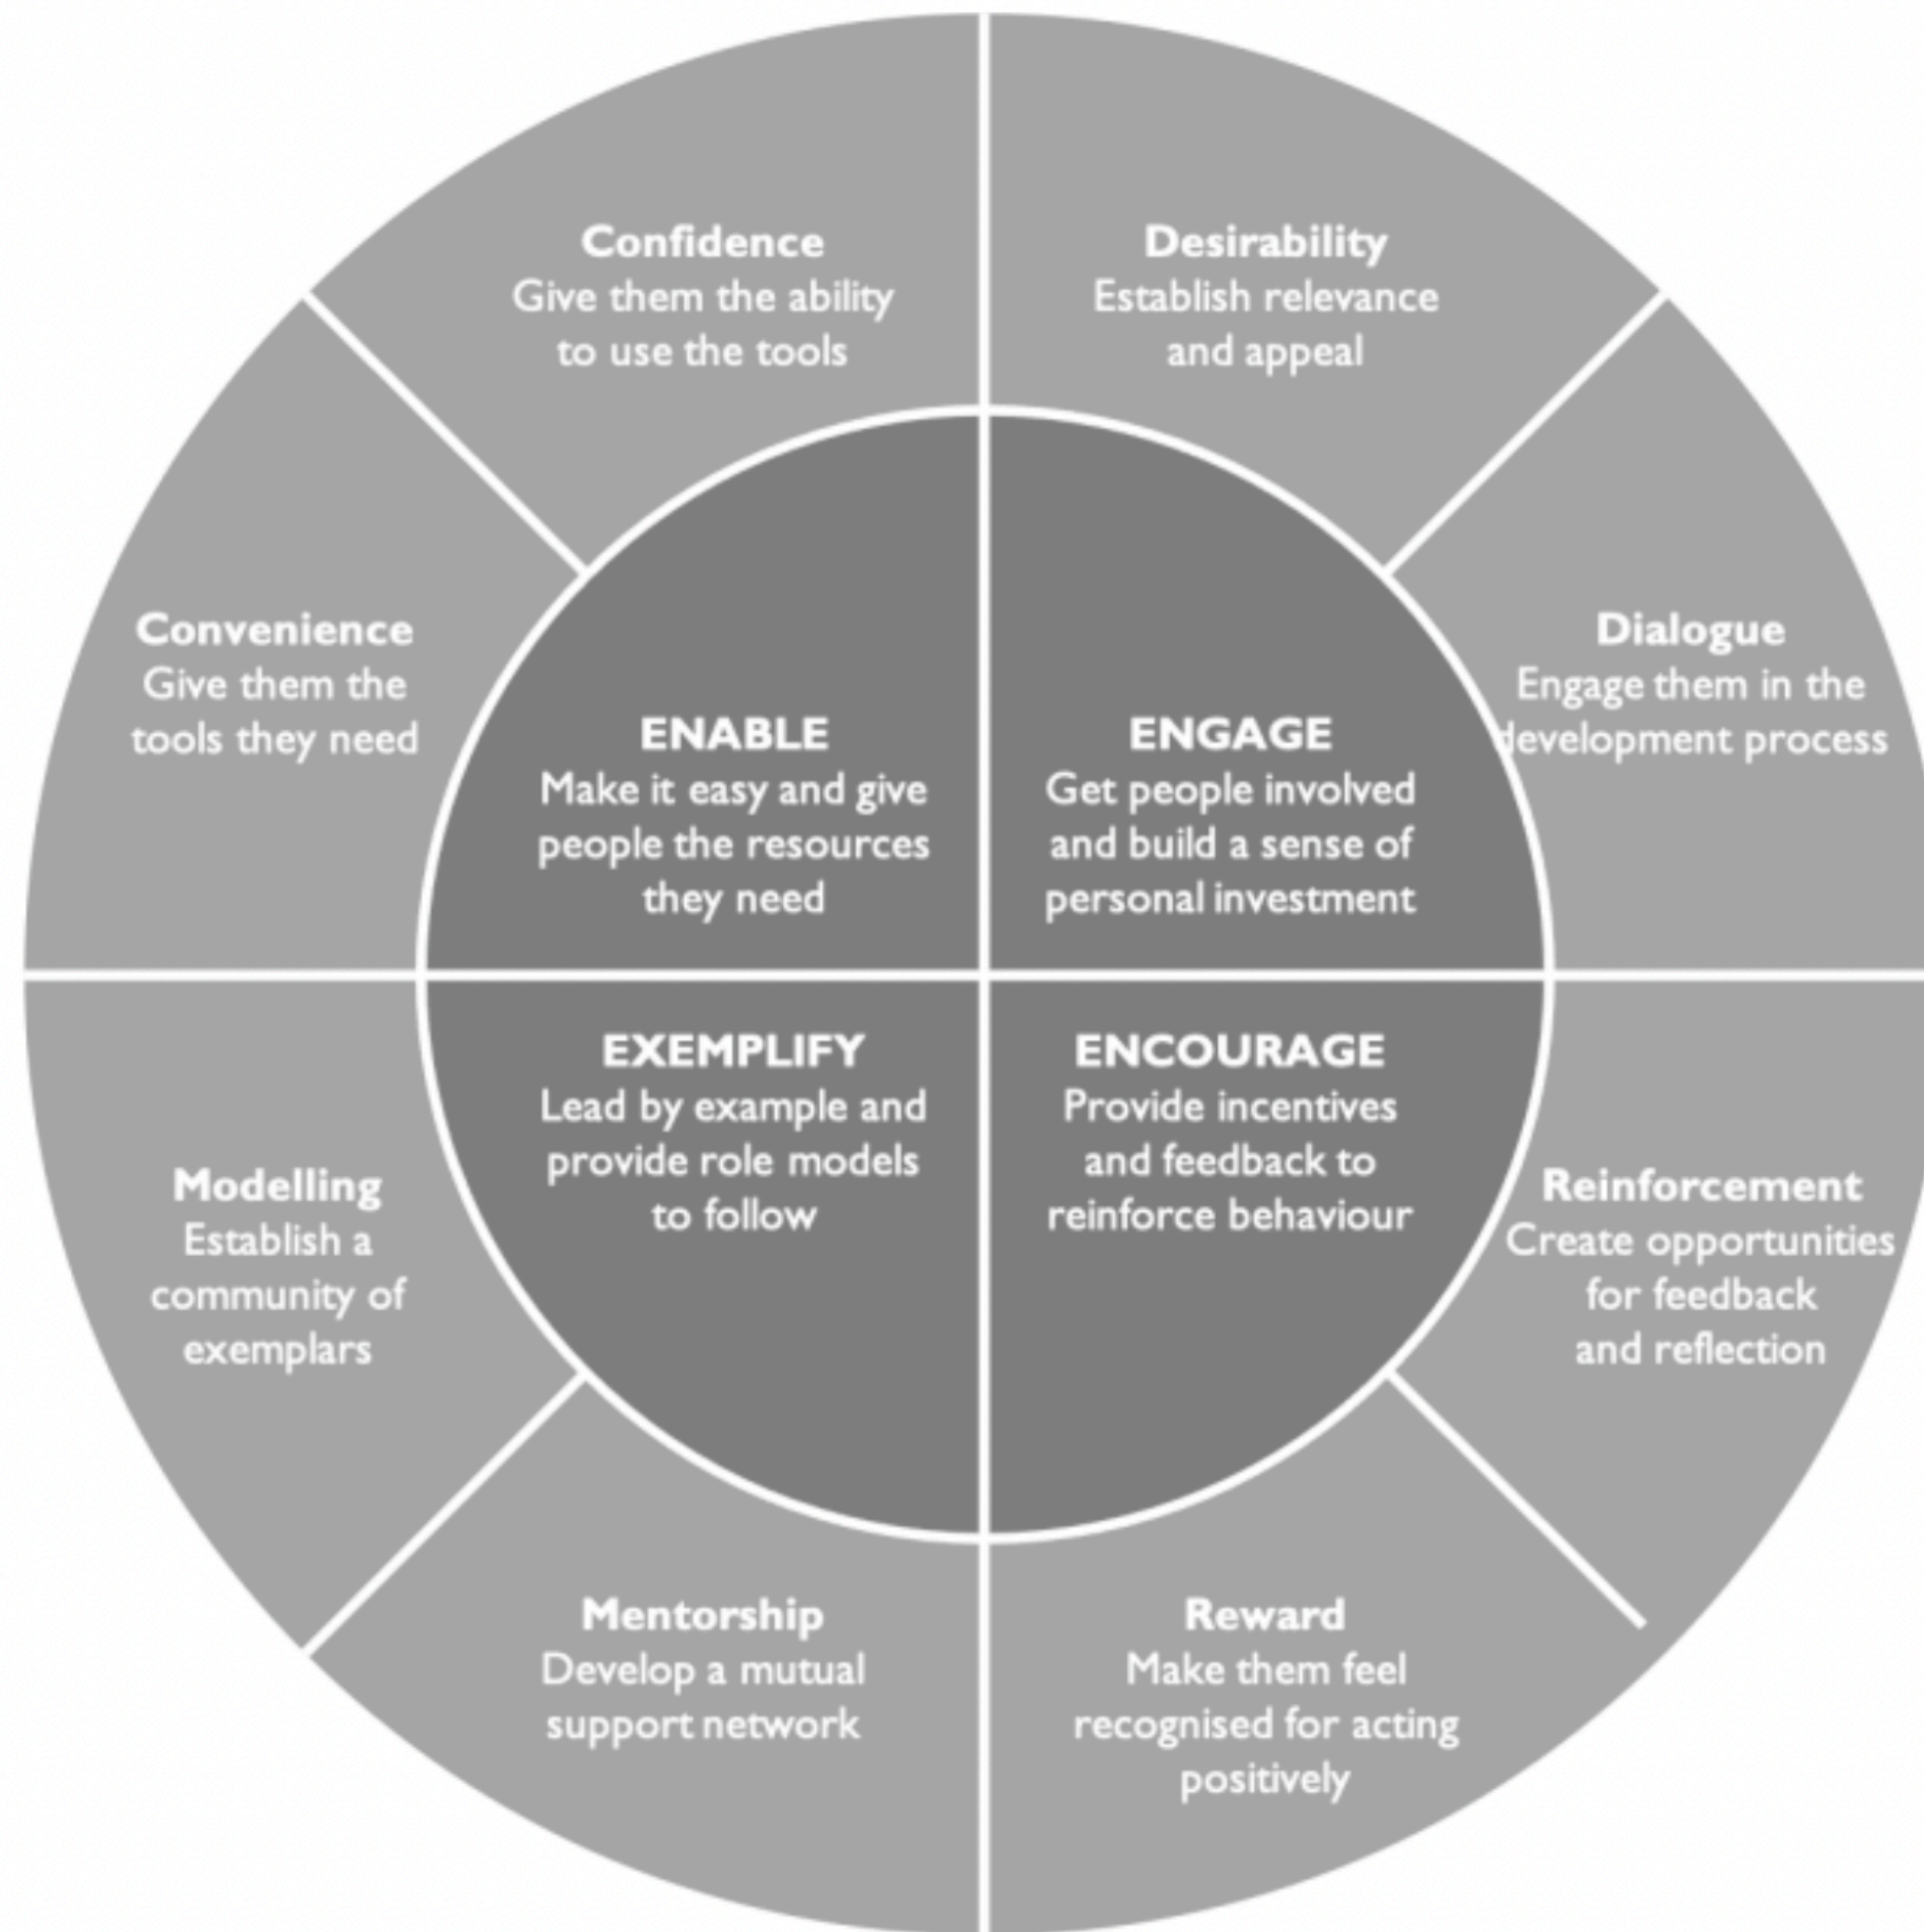 Confidence
Give them the ability
to use the tools
Desirability
Establish relevance
and appeal
Convenience
Give them the
tools they need
Dialogue
Engage them in the
development process
ENABLE
Make it easy and give
people the resources
they need
ENGAGE
Get people involved
and build a sense of
personal investment
EXEMPLIFY
Lead by example and
provide role models
to follow
ENCOURAGE
Provide incentives
and feedback to
reinforce behaviour
Modelling
Establish a
community of
exemplars
Reinforcement
Create opportunities
for feedback
and reflection
Mentorship
Develop a mutual
support network
Reward
Make them feel
recognised for acting
positively